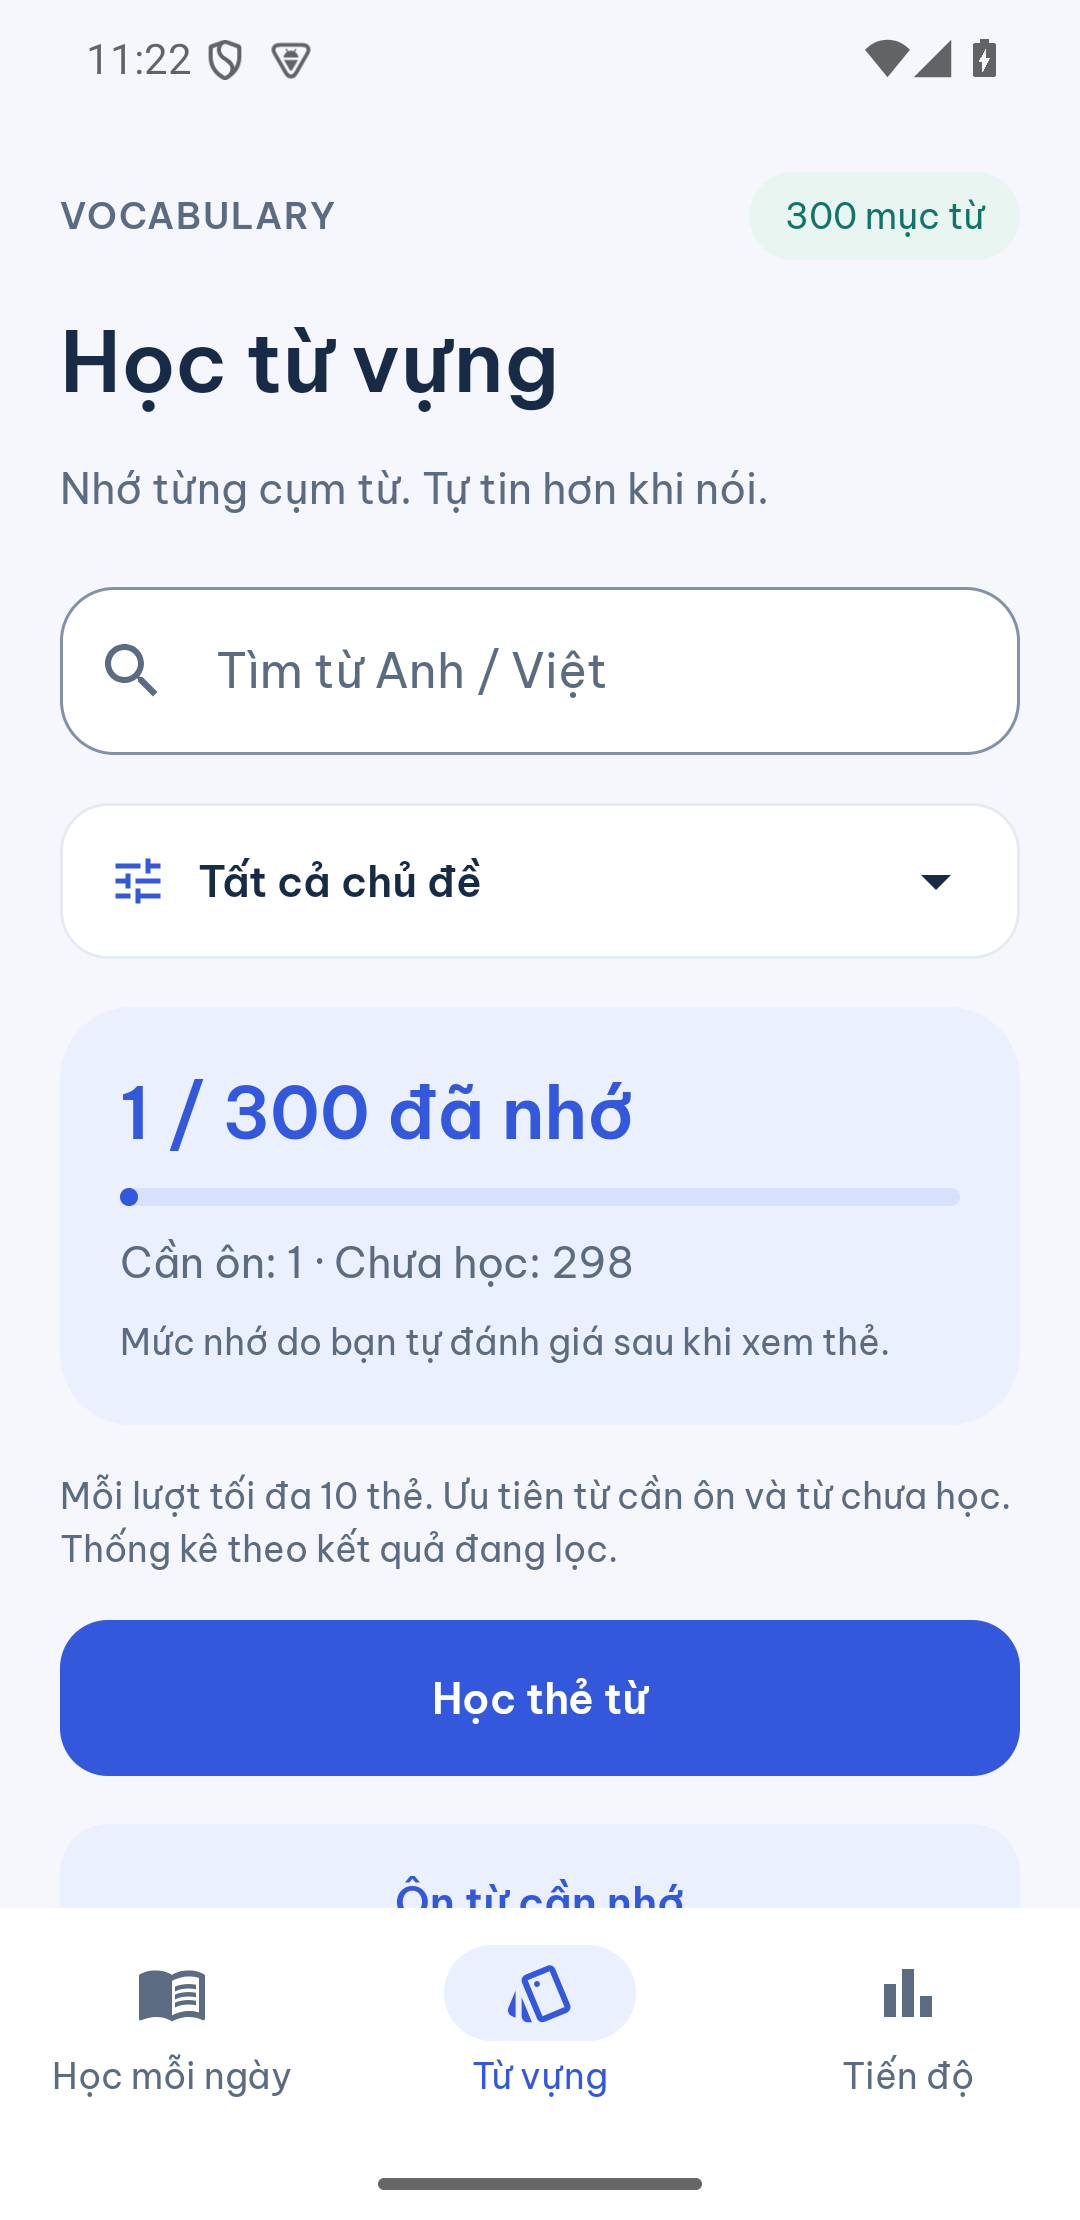 11:22
VOCABULARY
300 mục từ
Học từ vựng
Nhớ từng cụm từ. Tự tin hơn khi nói.
Tìm từ Anh / Việt
Tất cả chủ đề
1 / 300 đã nhớ
Cần ôn: 1 · Chưa học: 298
Mức nhớ do bạn tự đánh giá sau khi xem thẻ.
Mỗi lượt tối đa 10 thẻ. Ưu tiên từ cần ôn và từ chưa học.
Thống kê theo kết quả đang lọc.
Học thẻ từ
Ôn từ cần nhớ
Học mỗi ngày
Từ vựng
Tiến độ